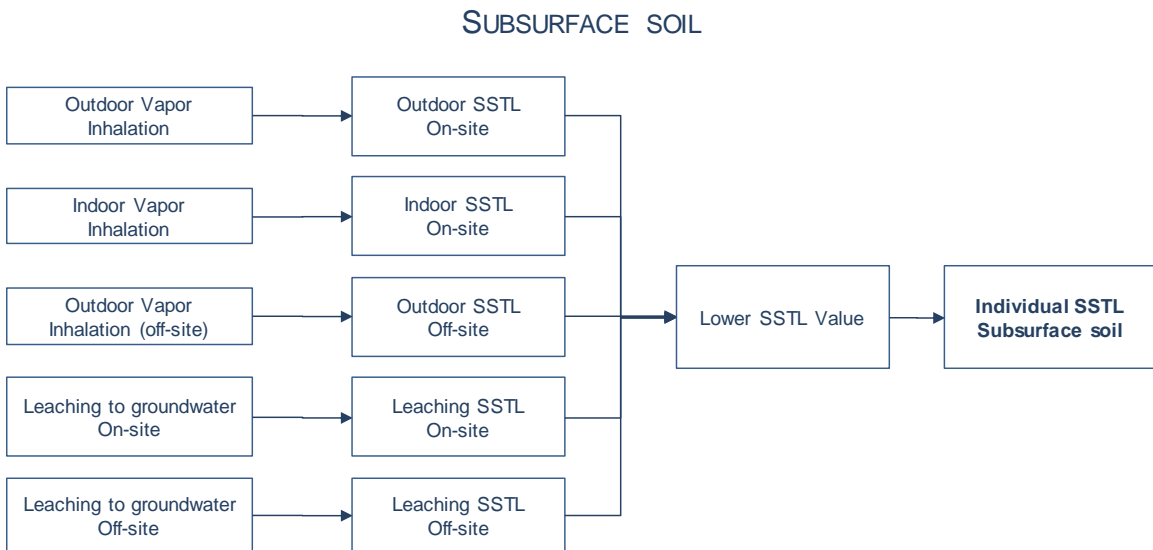 SUBSURFACE SOIL
Outdoor Vapor
Inhalation
Outdoor SSTL
On-site
Indoor Vapor
Inhalation
Indoor SSTL
On-site
Outdoor Vapor
Inhalation (off-site)
Outdoor SSTL
Off-site
Lower SSTL Value
Individual SSTL
Subsurface soil
Leaching to groundwater
On-site
Leaching SSTL
On-site
Leaching to groundwater
Off-site
Leaching SSTL
Off-site